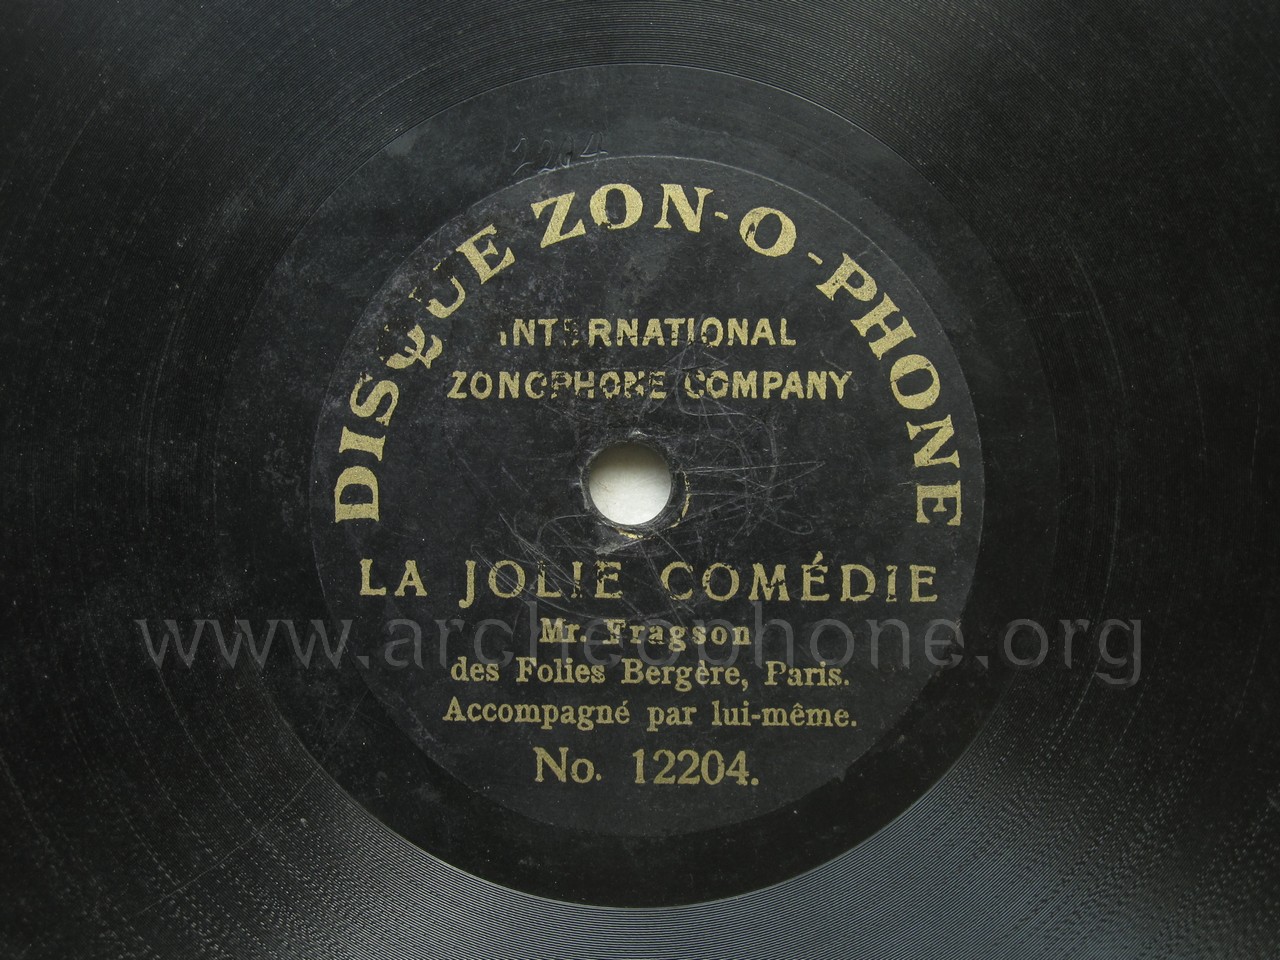 2204
DISQUE ZON-O-PHONE
INTERNATIONAL
ZONOPHONE COMPANY
LA JOLIE COMÉDIE
www.archeophone.org
Mr. Fragson
des Folies Bergère, Paris.
Accompagné par lui-même.
No. 12204.